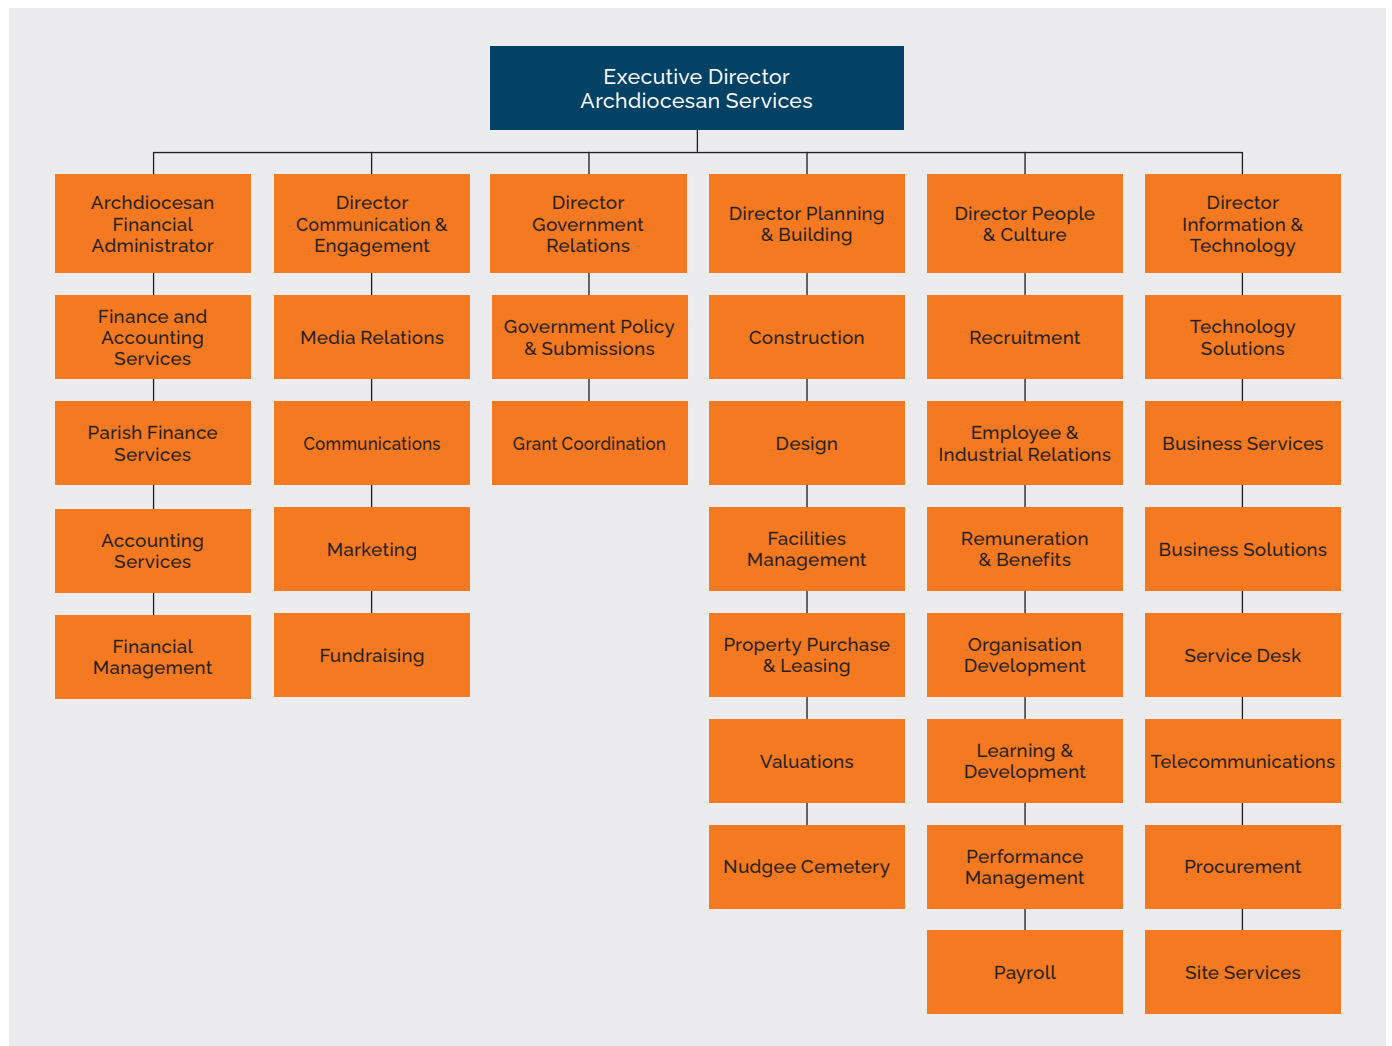 Executive Director
Archdiocesan Services
Archdiocesan
Financial
Administrator
Finance and
Accounting
Services
Parish Finance
Services
Accounting
Services
Financial
Management
Director
Communication &
Engagement
Media Relations
Communications
Marketing
Fundraising
Director
Government
Relations
Government Policy
& Submissions
Grant Coordination
Director Planning
& Building
Construction
Design
Facilities
Management
Property Purchase
& Leasing
Valuations
Nudgee Cemetery
Director People
& Culture
Recruitment
Employee &
Industrial Relations
Remuneration
& Benefits
Organisation
Development
Learning &
Development
Performance
Management
Payroll
Director
Information &
Technology
Technology
Solutions
Business Services
Business Solutions
Service Desk
Telecommunications
Procurement
Site Services